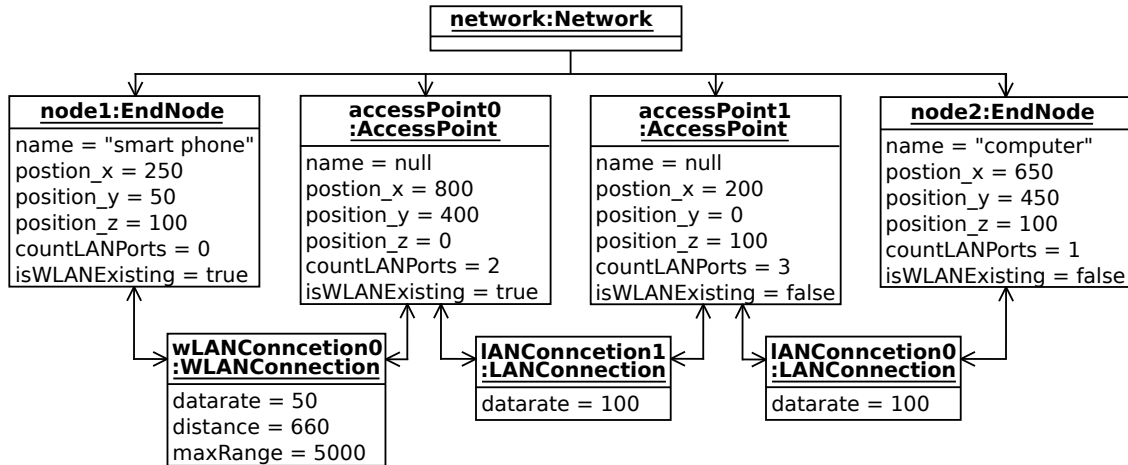 network:Network
node1:EndNode
name = "smart phone"
postion_x = 250
position_y = 50
position_z = 100
countLANPorts = 0
isWLANExisting = true
accessPoint0
:AccessPoint
name = null
postion_x = 800
position_y = 400
position_z = 0
countLANPorts = 2
isWLANExisting = true
accessPoint1
:AccessPoint
name = null
postion_x = 200
position_y = 0
position_z = 100
countLANPorts = 3
isWLANExisting = false
node2:EndNode
name = "computer"
postion_x = 650
position_y = 450
position_z = 100
countLANPorts = 1
isWLANExisting = false
wLANConncetion0
:WLANConnection
datarate = 50
distance = 660
maxRange = 5000
lANConncetion1
:LANConnection
datarate = 100
lANConncetion0
:LANConnection
datarate = 100